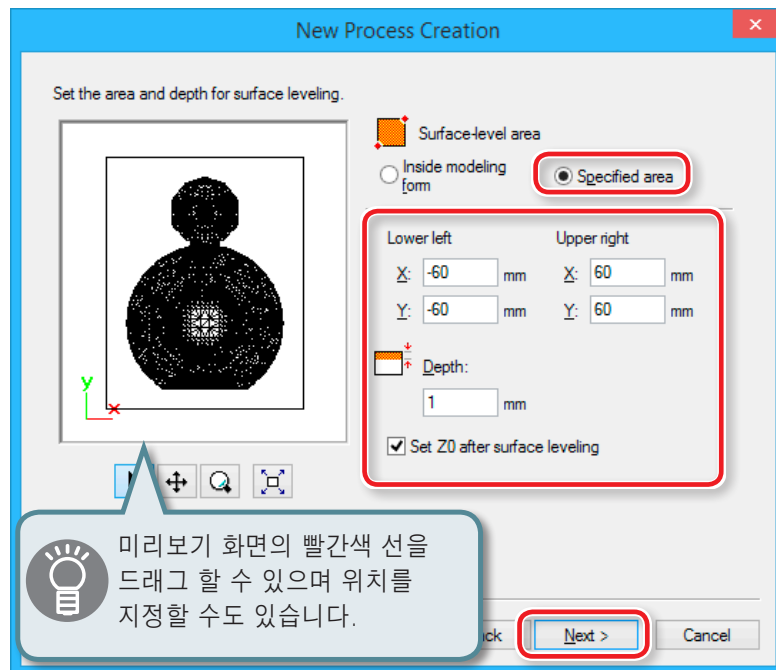 New Process Creation
Set the area and depth for surface leveling.
Surface-level area
Inside modeling
form
Specified area
Lower left
Upper right
X: -60 mm
X: 60 mm
Y: -60 mm
Y: 60 mm
Depth:
1 mm
Set Z0 after surface leveling
y
x
미리보기 화면의 빨간색 선을
드래그 할 수 있으며 위치를
지정할 수도 있습니다.
ck
Next >
Cancel